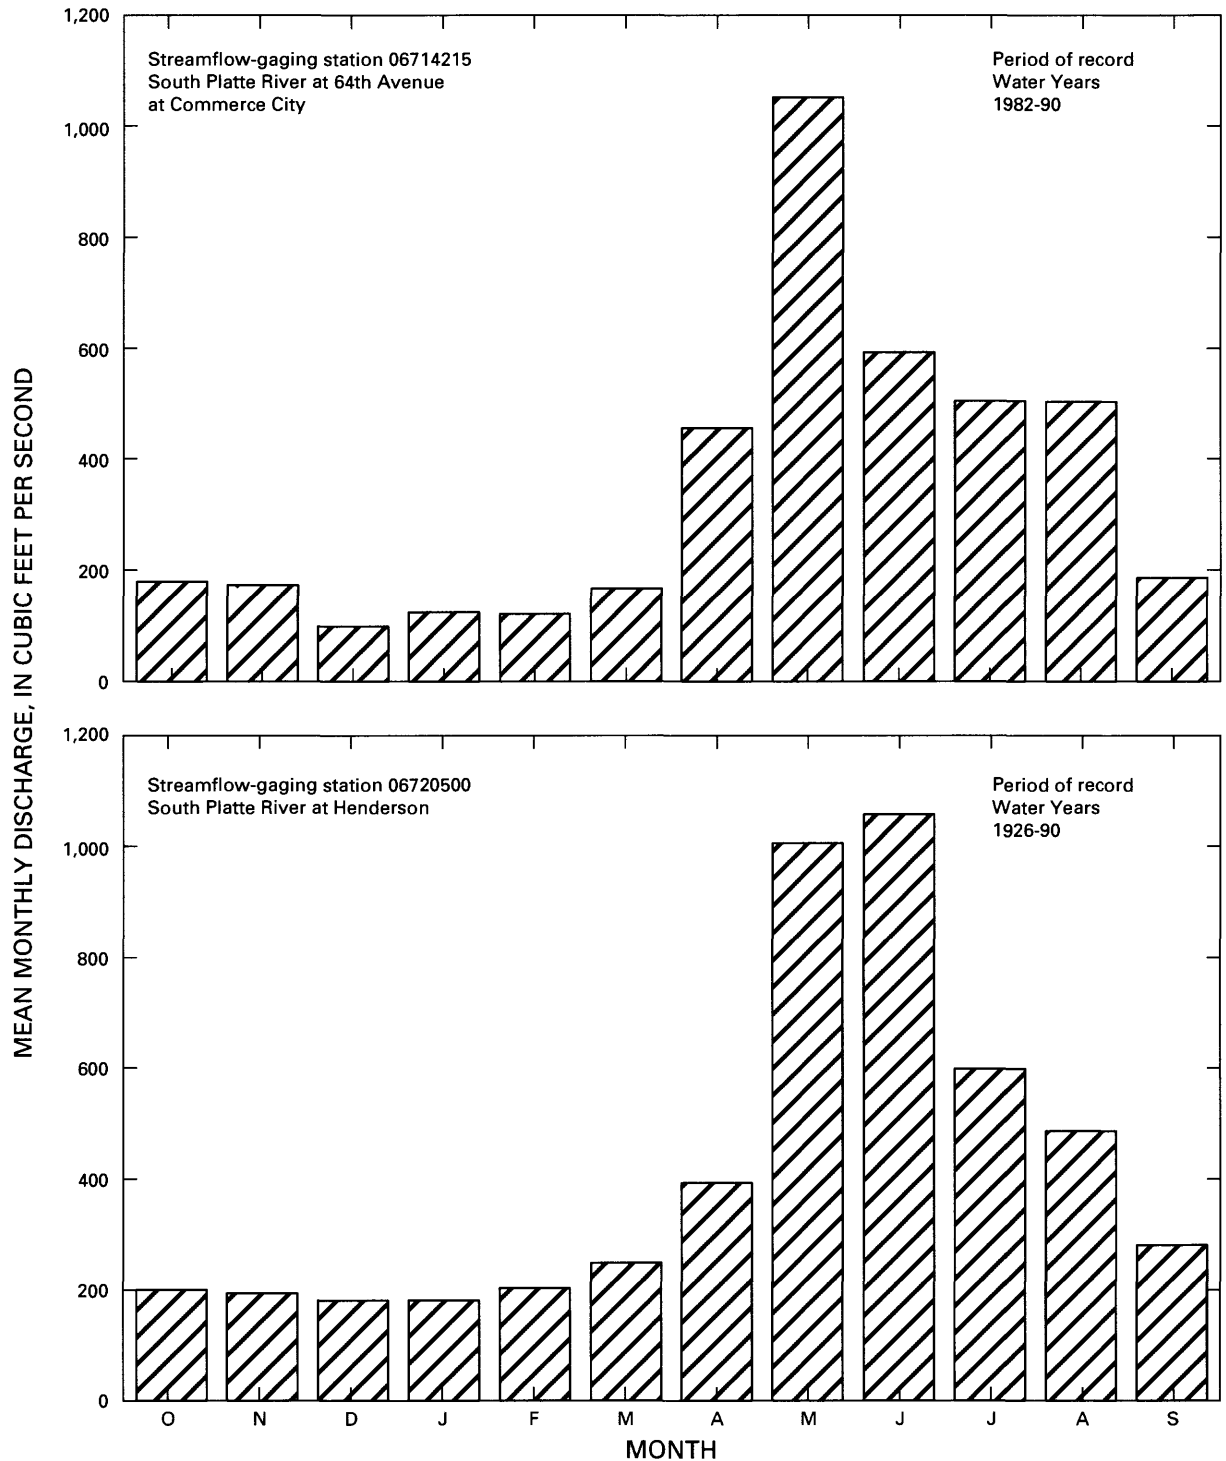 MEAN MONTHLY DISCHARGE, IN CUBIC FEET PER SECOND
1,200
1,000
800
600
400
200
0
Streamflow-gaging station 06714215
South Platte River at 64th Avenue
at Commerce City
Period of record
Water Years
1982-90
1,200
1,000
800
600
400
200
0
Streamflow-gaging station 06720500
South Platte River at Henderson
Period of record
Water Years
1926-90
O N D J F M A M J J A S
MONTH